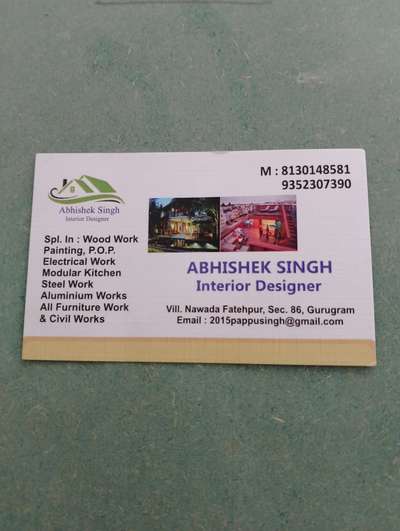 M : 8130148581
9352307390
Abhishek Singh
Interior Designer
Spl. In : Wood Work
Painting, P.O.P.
Electrical Work
Modular Kitchen
Steel Work
Aluminium Works
All Furniture Work
& Civil Works
ABHISHEK SINGH
Interior Designer
Vill. Nawada Fatehpur, Sec. 86, Gurugram
Email : 2015pappusingh@gmail.com